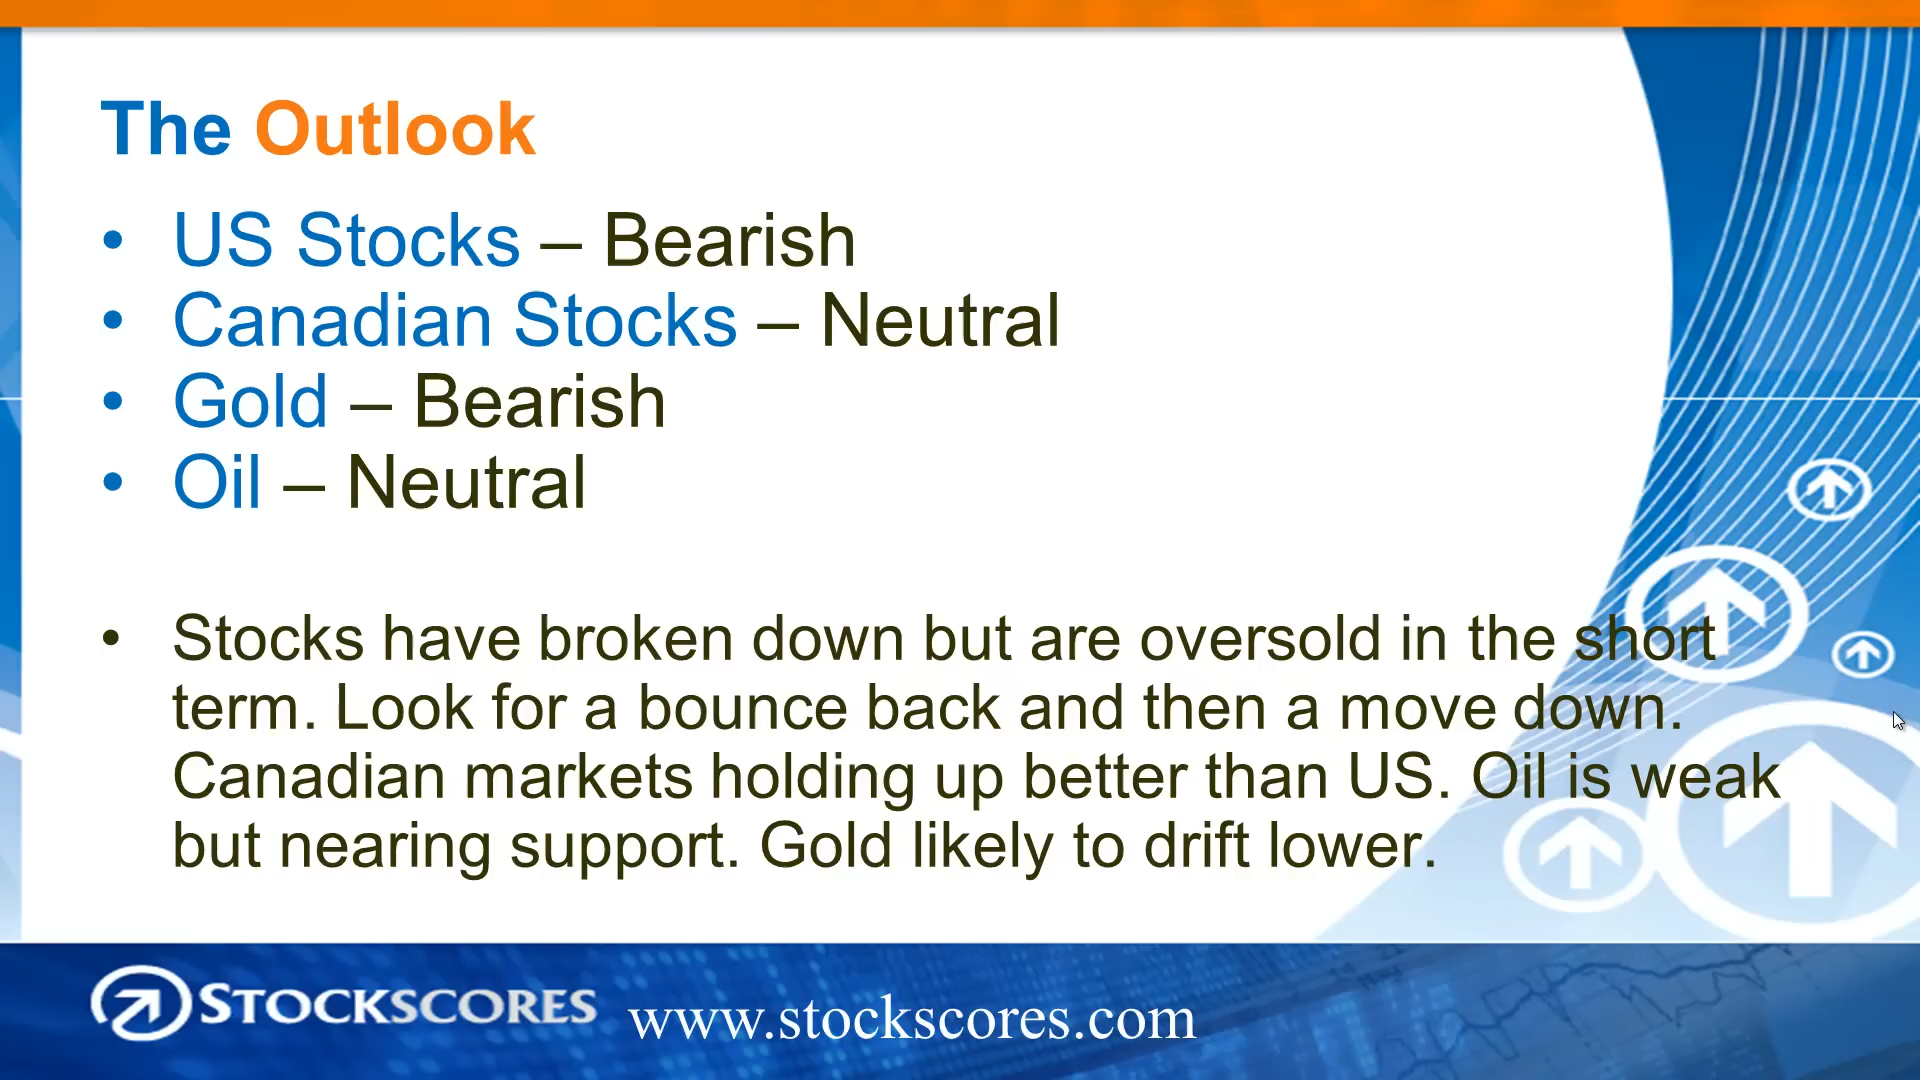 The Outlook
• US Stocks – Bearish
• Canadian Stocks – Neutral
• Gold – Bearish
• Oil – Neutral
• Stocks have broken down but are oversold in the short
term. Look for a bounce back and then a move down.
Canadian markets holding up better than US. Oil is weak
but nearing support. Gold likely to drift lower.
STOCKSCORES www.stockscores.com